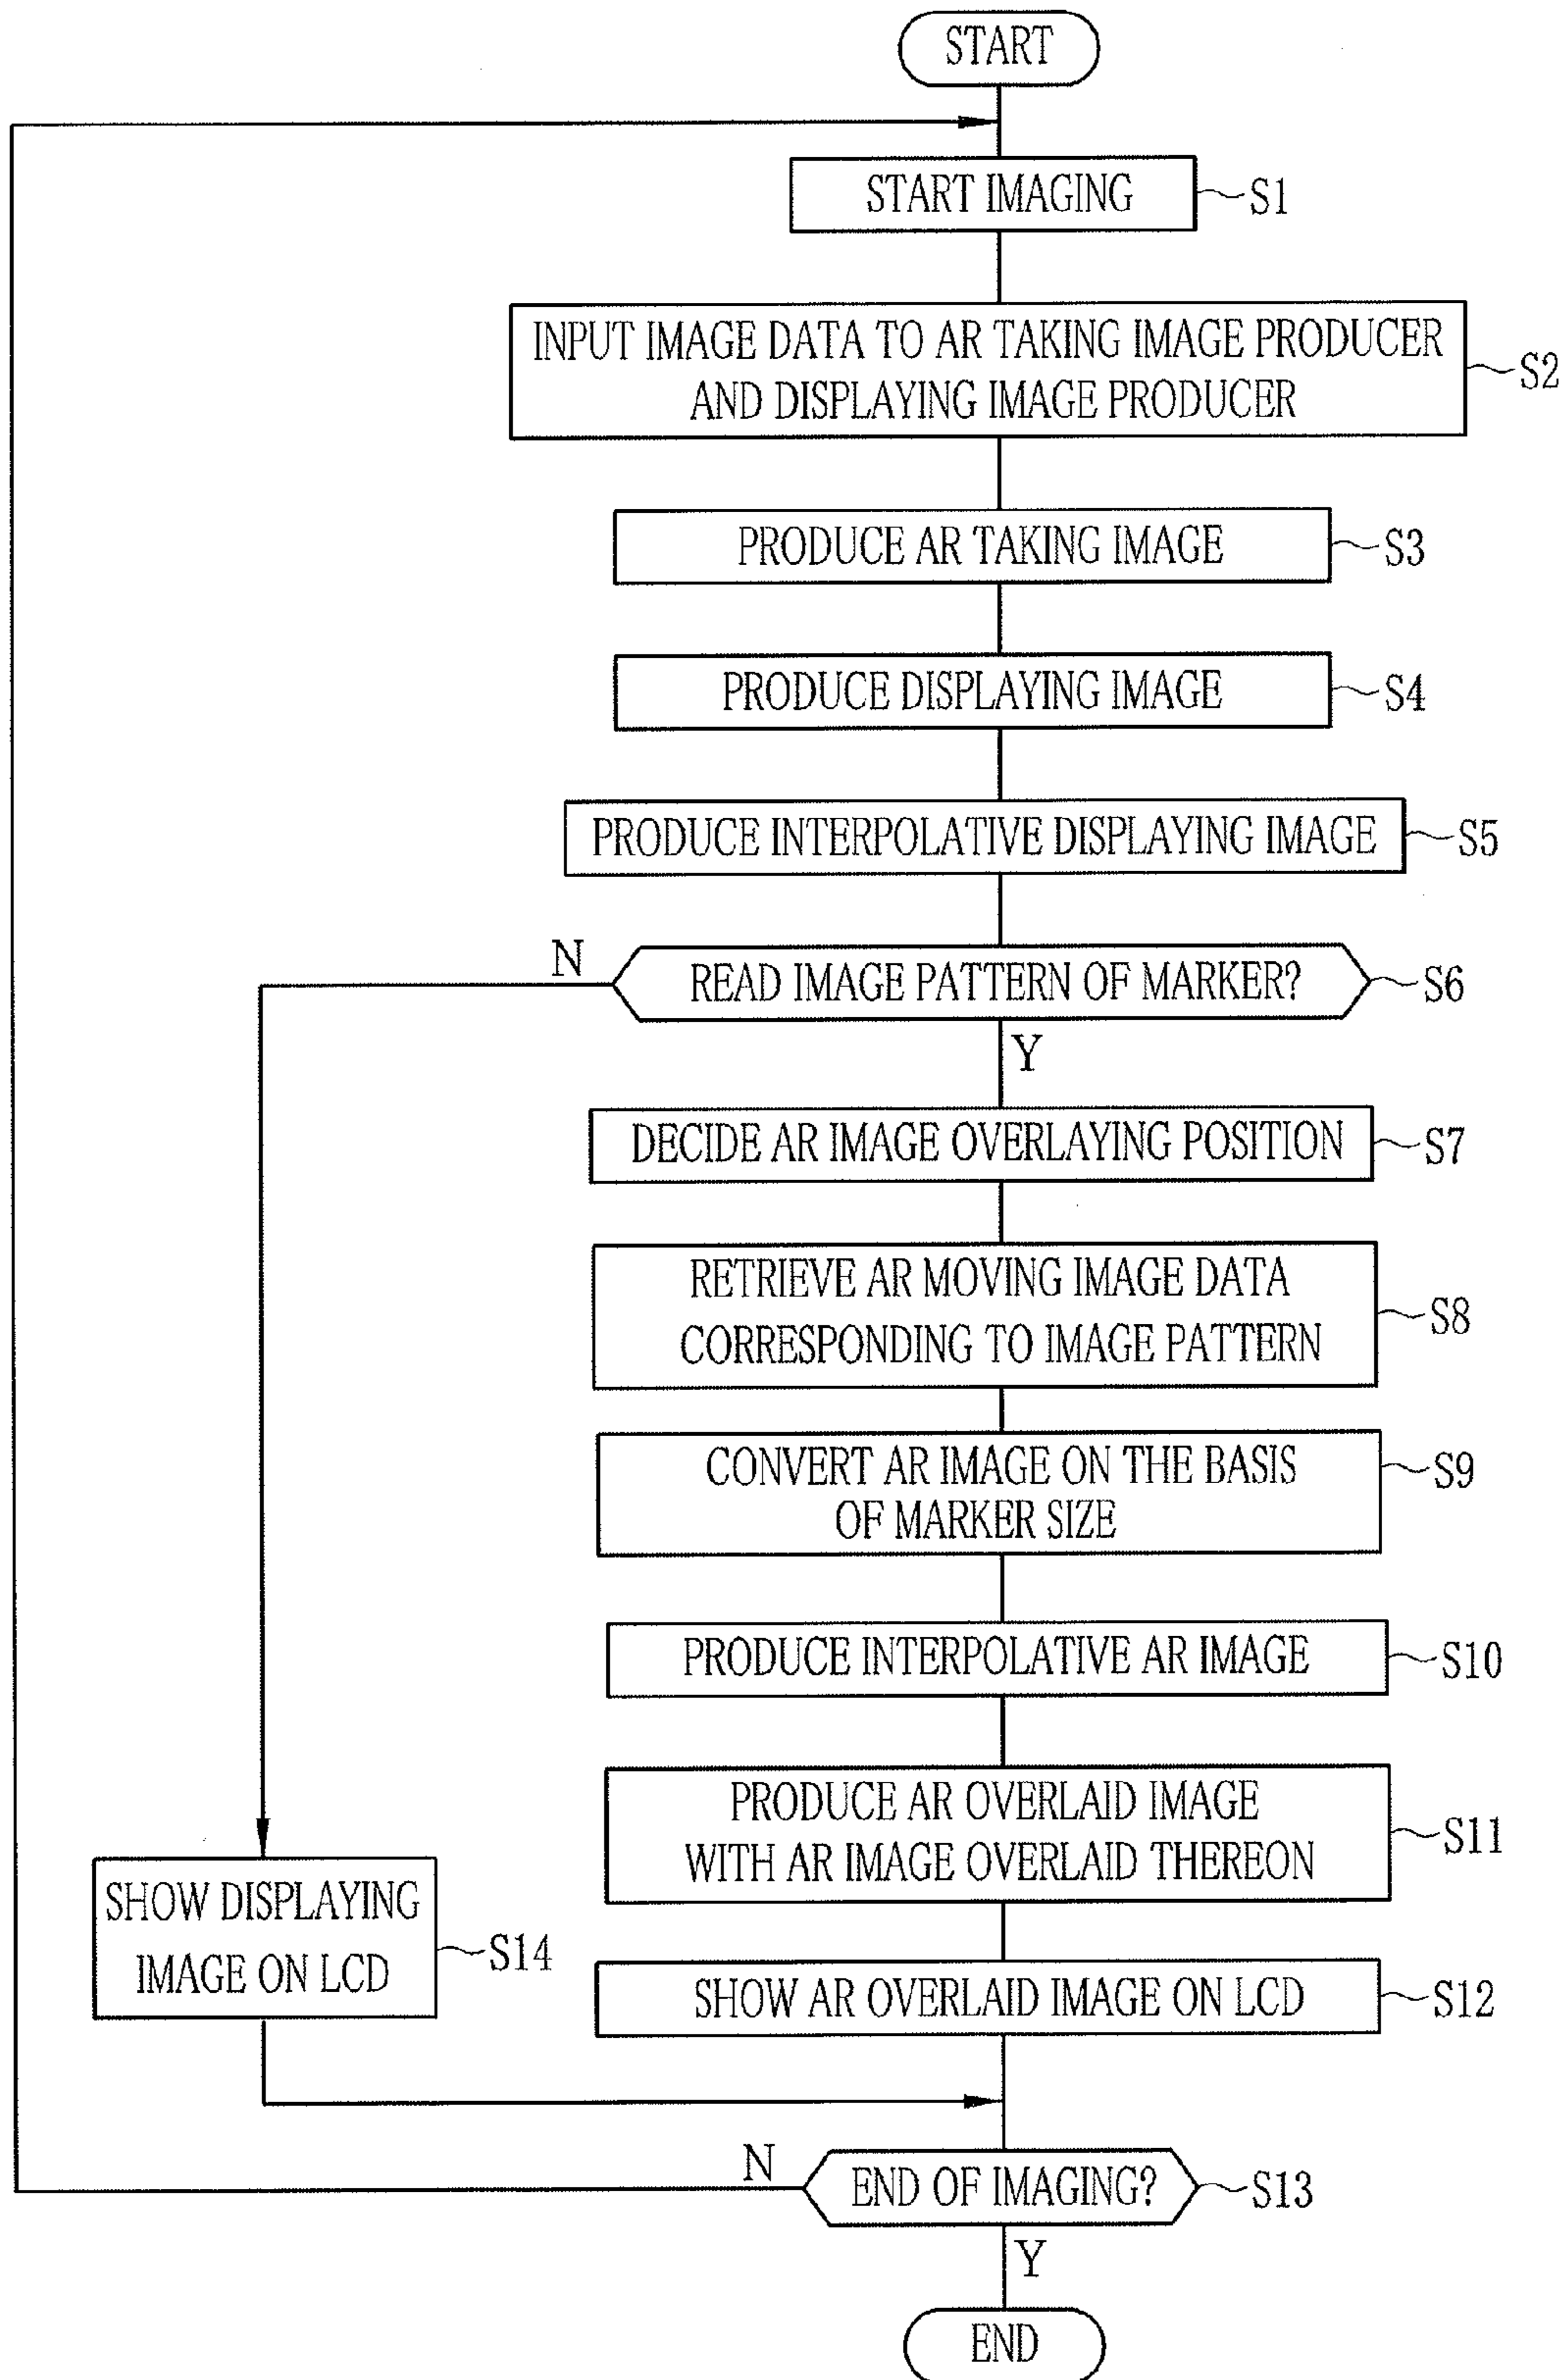 START
START IMAGING
S1
INPUT IMAGE DATA TO AR TAKING IMAGE PRODUCER
AND DISPLAYING IMAGE PRODUCER
S2
PRODUCE AR TAKING IMAGE
S3
PRODUCE DISPLAYING IMAGE
S4
PRODUCE INTERPOLATIVE DISPLAYING IMAGE
S5
N
READ IMAGE PATTERN OF MARKER?
S6
Y
DECIDE AR IMAGE OVERLAYING POSITION
S7
RETRIEVE AR MOVING IMAGE DATA
CORRESPONDING TO IMAGE PATTERN
S8
CONVERT AR IMAGE ON THE BASIS
OF MARKER SIZE
S9
PRODUCE INTERPOLATIVE AR IMAGE
S10
PRODUCE AR OVERLAID IMAGE
WITH AR IMAGE OVERLAID THEREON
S11
SHOW DISPLAYING
IMAGE ON LCD
S14
SHOW AR OVERLAID IMAGE ON LCD
S12
N
END OF IMAGING?
S13
Y
END